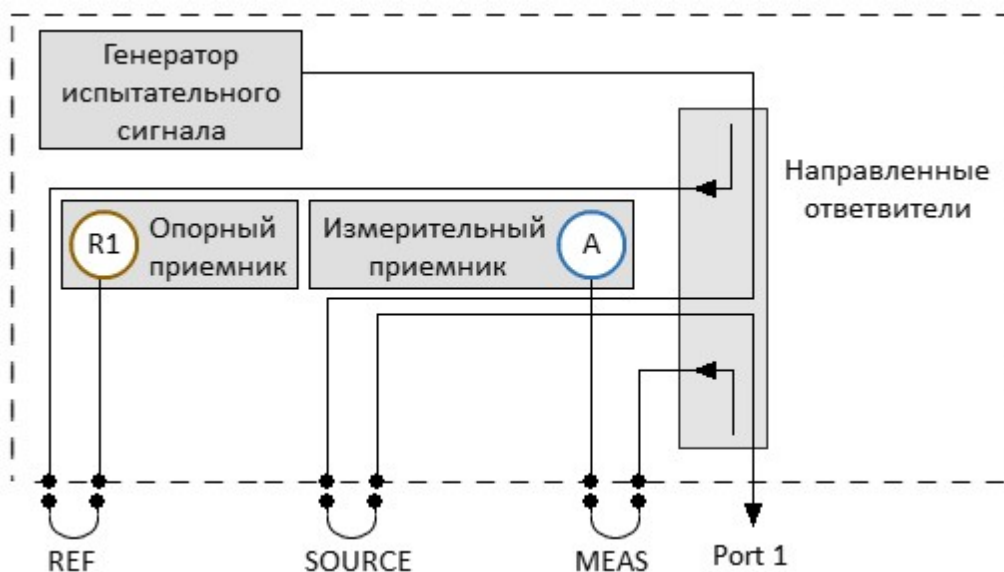 Генератор
испытательного
сигнала
Направленные
ответвители
R1
Опорный
приемник
Измерительный
приемник
A
REF
SOURCE
MEAS
Port 1